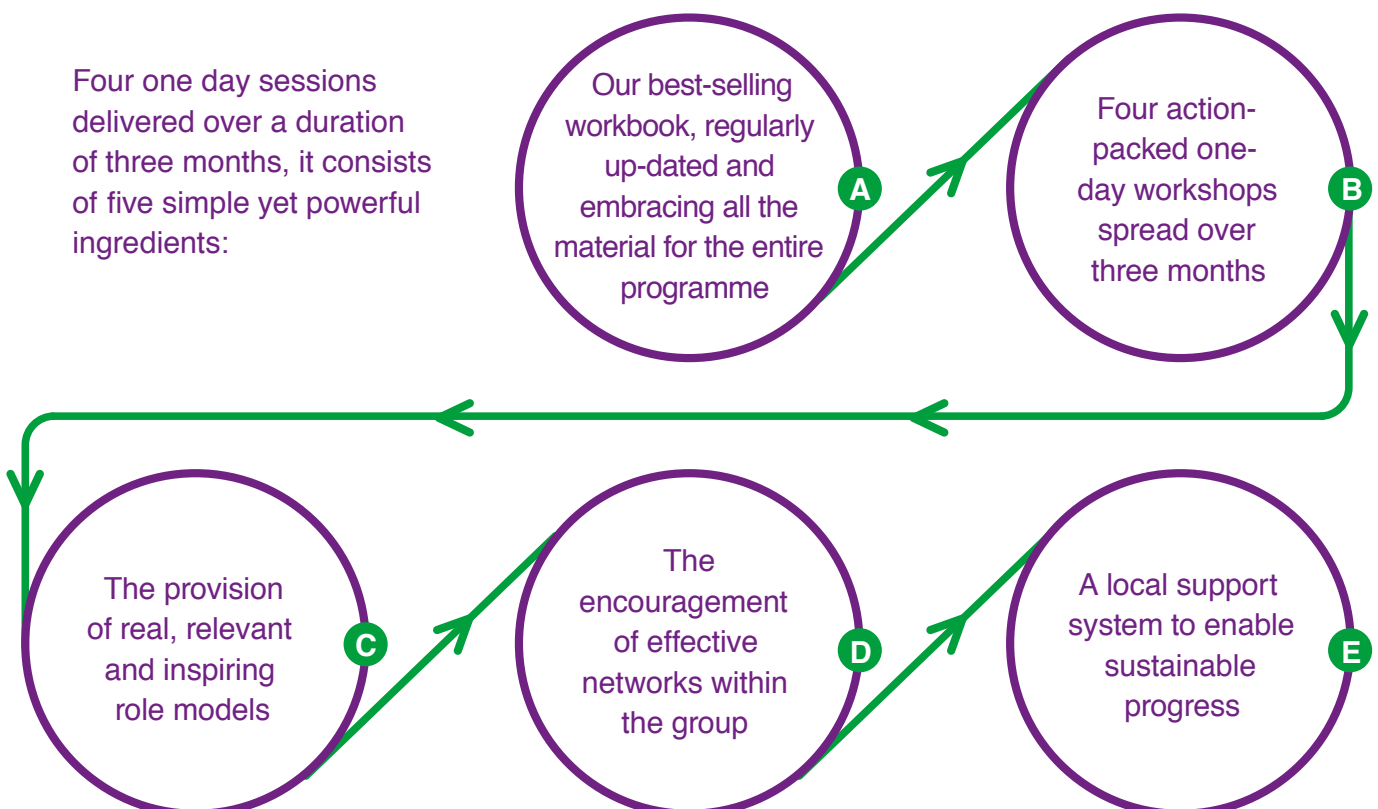 Four one day sessions
delivered over a duration
of three months, it consists
of five simple yet powerful
ingredients:
Our best-selling
workbook, regularly
up-dated and
embracing all the
material for the entire
programme
A
Four action-
packed one-
day workshops
spread over
three months
B
The provision
of real, relevant
and inspiring
role models
C
The
encouragement
of effective
networks within
the group
D
A local support
system to enable
sustainable
progress
E